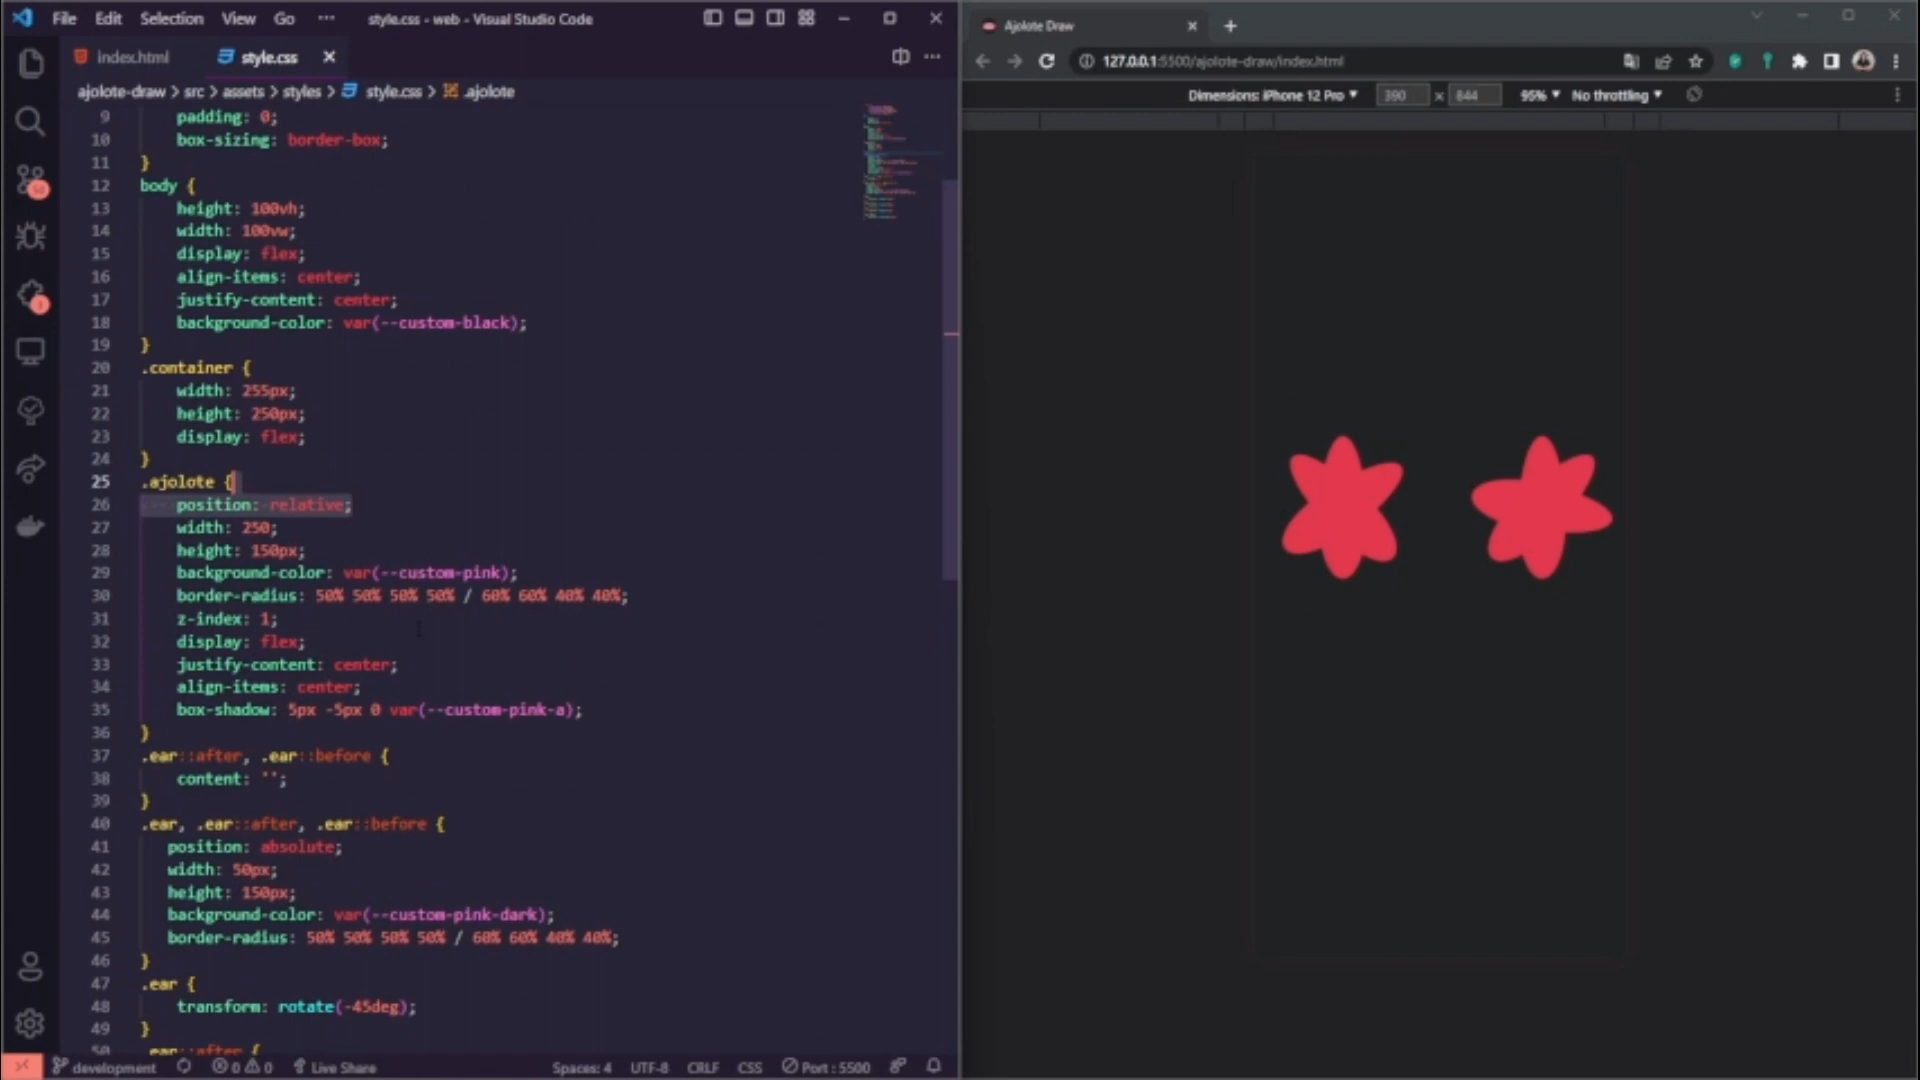 File Edit Selection View Go ··· style.css - web - Visual Studio Code
index.html style.css
ajolote-draw > src > assets > styles > style.css > .ajolote
9 padding: 0;
10 box-sizing: border-box;
11 }
12 body {
13 height: 100vh;
14 width: 100vw;
15 display: flex;
16 align-items: center;
17 justify-content: center;
18 background-color: var(--custom-black);
19 }
20 .container {
21 width: 255px;
22 height: 250px;
23 display: flex;
24 }
25 .ajolote {
26 position: relative;
27 width: 250;
28 height: 150px;
29 background-color: var(--custom-pink);
30 border-radius: 50% 50% 50% 50% / 60% 60% 40% 40%;
31 z-index: 1;
32 display: flex;
33 justify-content: center;
34 align-items: center;
35 box-shadow: 5px -5px 0 var(--custom-pink-a);
36 }
37 .ear::after, .ear::before {
38 content: '';
39 }
40 .ear, .ear::after, .ear::before {
41 position: absolute;
42 width: 50px;
43 height: 150px;
44 background-color: var(--custom-pink-dark);
45 border-radius: 50% 50% 50% 50% / 60% 60% 40% 40%;
46 }
47 .ear {
48 transform: rotate(-45deg);
49 }
50 .ear::after {
development 0 0 Live Share Spaces: 4 UTF-8 CRLF CSS Port : 5500
Ajolote Draw
127.0.0.1:5500/ajolote-draw/index.html
Dimensions: iPhone 12 Pro 390 × 844 95% No throttling